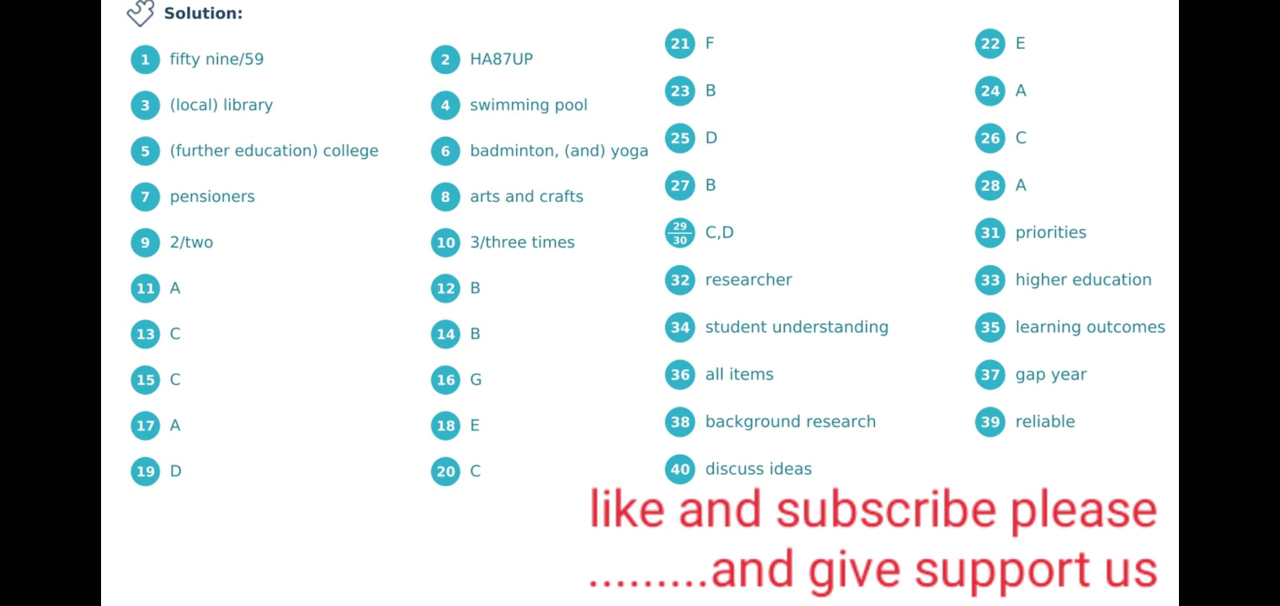 Solution:
1 fifty nine/59
2 HA87UP
3 (local) library
4 swimming pool
5 (further education) college
6 badminton, (and) yoga
7 pensioners
8 arts and crafts
9 2/two
10 3/three times
11 A
12 B
13 C
14 B
15 C
16 G
17 A
18 E
19 D
20 C
21 F
22 E
23 B
24 A
25 D
26 C
27 B
28 A
29
30 C,D
31 priorities
32 researcher
33 higher education
34 student understanding
35 learning outcomes
36 all items
37 gap year
38 background research
39 reliable
40 discuss ideas
like and subscribe please
.........and give support us